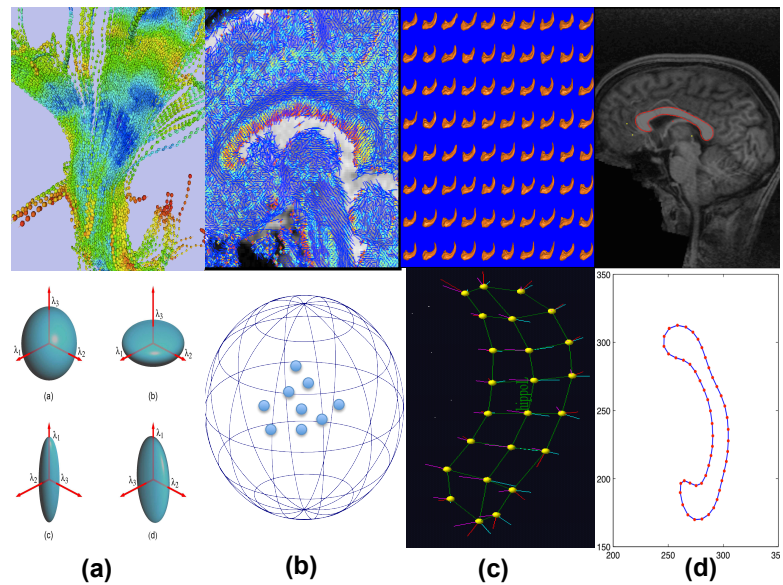 λ₃
λ₁ λ₂
(a)
λ₃
λ₁ λ₂
(b)
λ₁
λ₂ λ₃
(c)
λ₁
λ₃ λ₂
(d)
350
300
250
200
150
200 250 300
(a) (b) (c) (d)